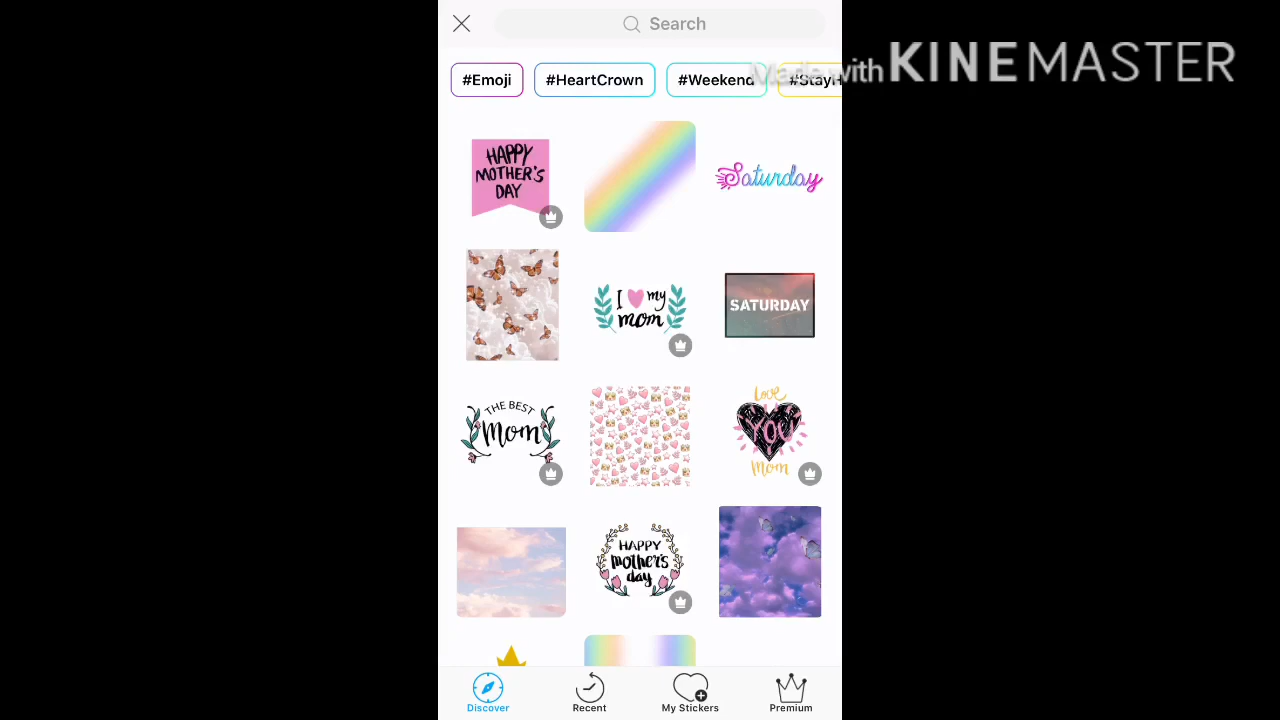 Search
Made with KINEMASTER
#Emoji
#HeartCrown
#Weekend
#StayH
HAPPY
MOTHER'S
DAY
Saturday
I my
mom
SATURDAY
THE BEST
Mom
Love
YOU
Mom
HAPPY
mother's
day
Discover
Recent
My Stickers
Premium